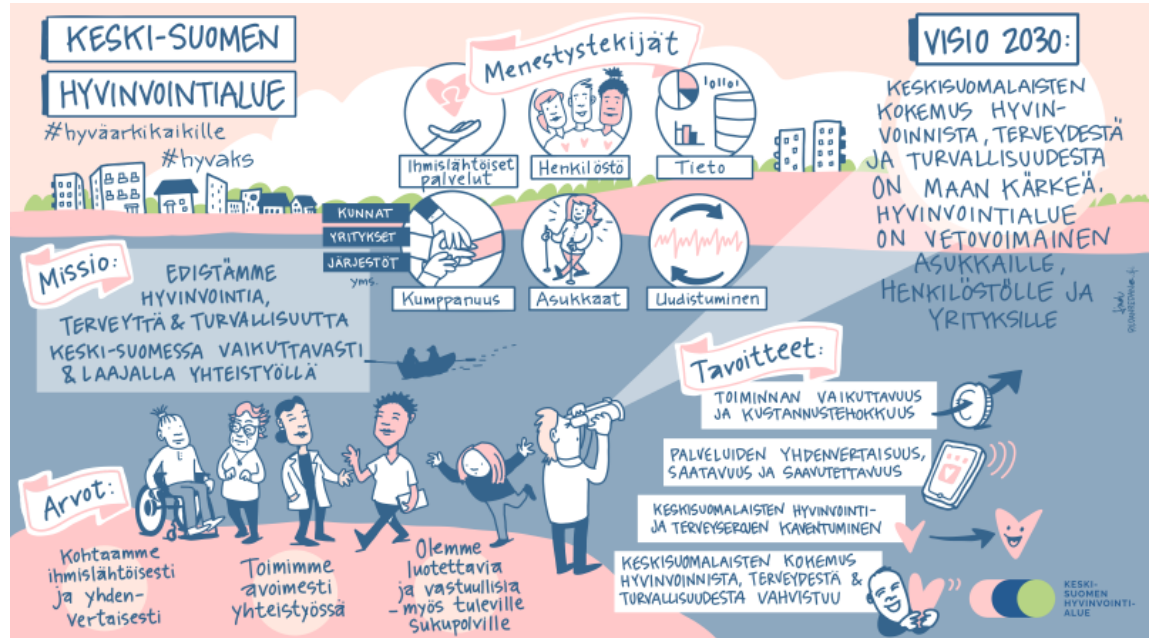 KESKI-SUOMEN
HYVINVOINTIALUE
#hyväarkikaikille
#hyvaks
Menestystekijät
Ihmislähtöiset
palvelut
Henkilöstö
Tieto
KUNNAT
YRITYKSET
JÄRJESTÖT
yms.
Kumppanuus
Asukkaat
Uudistuminen
VISIO 2030:
KESKISUOMALAISTEN
KOKEMUS HYVIN-
VOINNISTA, TERVEYDESTÄ
JA TURVALLISUUDESTA
ON MAAN KÄRKEÄ.
HYVINVOINTIALUE
ON VETOVOIMAINEN
ASUKKAILLE,
HENKILÖSTÖLLE JA
YRITYKSILLE
Missio:
EDISTÄMME
HYVINVOINTIA,
TERVEYTTÄ & TURVALLISUUTTA
KESKI-SUOMESSA VAIKUTTAVASTI
& LAAJALLA YHTEISTYÖLLÄ
Tavoitteet:
TOIMINNAN VAIKUTTAVUUS
JA KUSTANNUSTEHOKKUUS
PALVELUIDEN YHDENVERTAISUUS,
SAATAVUUS JA SAAVUTETTAVUUS
KESKISUOMALAISTEN HYVINVOINTI-
JA TERVEYSEROJEN KAVENTUMINEN
KESKISUOMALAISTEN KOKEMUS
HYVINVOINNISTA, TERVEYDESTÄ &
TURVALLISUUDESTA VAHVISTUU
Arvot:
Kohtaamme
ihmislähtöisesti
ja yhden-
vertaisesti
Toimimme
avoimesti
yhteistyössä
Olemme
luotettavia
ja vastuullisia
– myös tuleville
sukupolville
KESKI-
SUOMEN
HYVINVOINTI-
ALUE